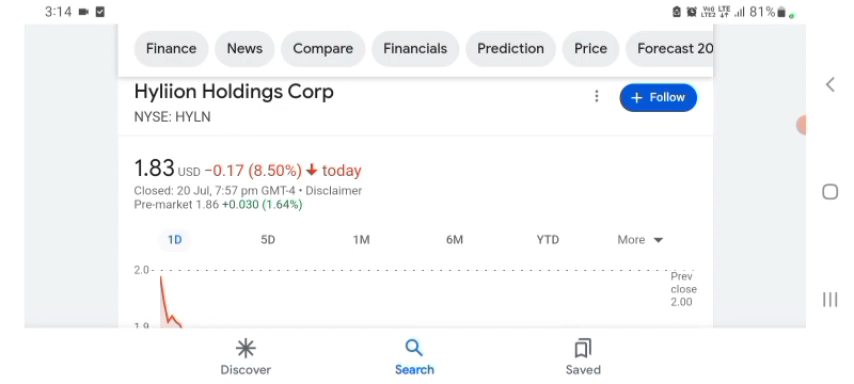 3:14 81%
Finance News Compare Financials Prediction Price Forecast 20
Hyliion Holdings Corp
+ Follow
NYSE: HYLN
1.83 USD −0.17 (8.50%) today
Closed: 20 Jul, 7:57 pm GMT-4 • Disclaimer
Pre-market 1.86 +0.030 (1.64%)
1D 5D 1M 6M YTD More
2.0
Prev
close
2.00
1.9
Discover Search Saved